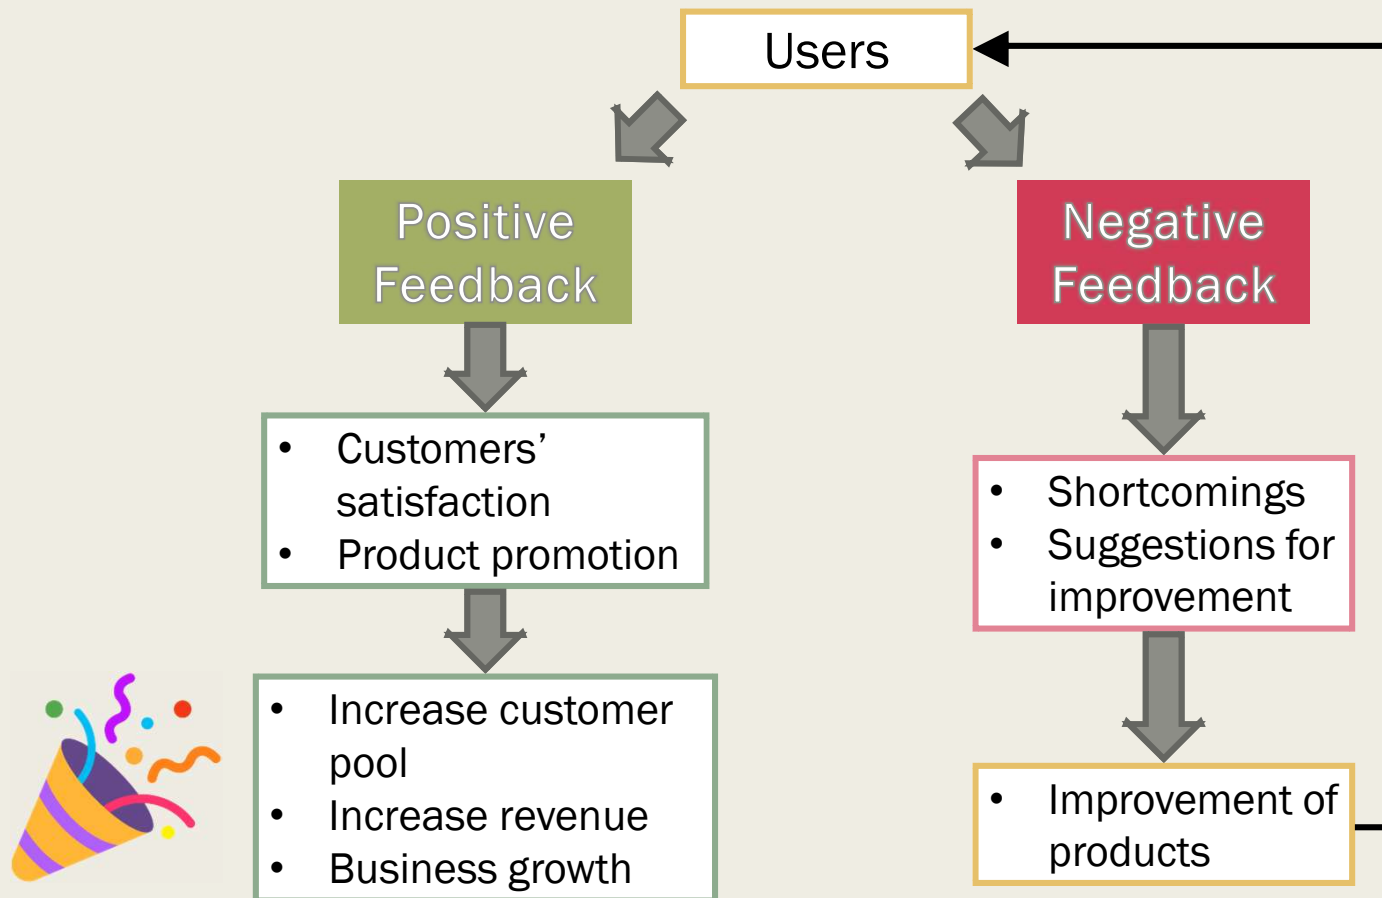 Users
Positive
Feedback
• Customers’
satisfaction
• Product promotion
• Increase customer
pool
• Increase revenue
• Business growth
Negative
Feedback
• Shortcomings
• Suggestions for
improvement
• Improvement of
products